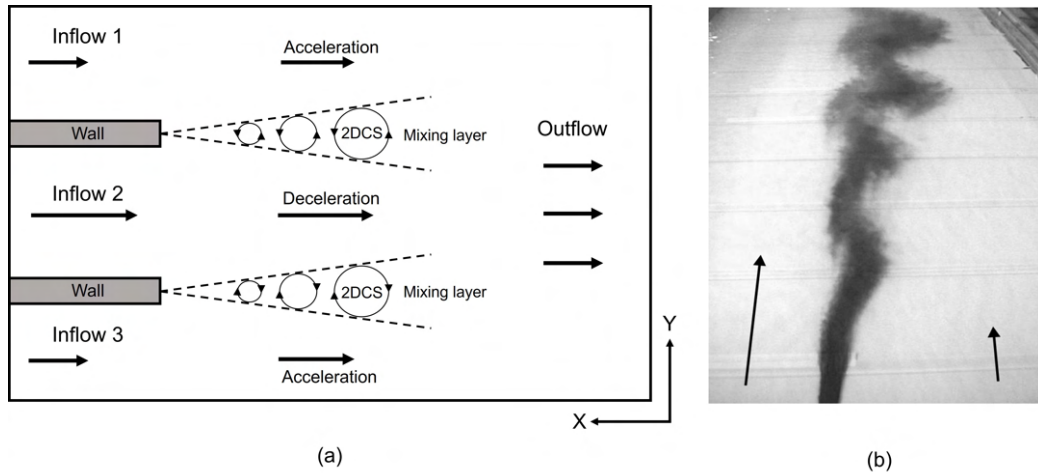 Inflow 1
Acceleration
Wall
2DCS
Mixing layer
Outflow
Inflow 2
Deceleration
Wall
2DCS
Mixing layer
Inflow 3
Acceleration
Y
X
(a)
(b)